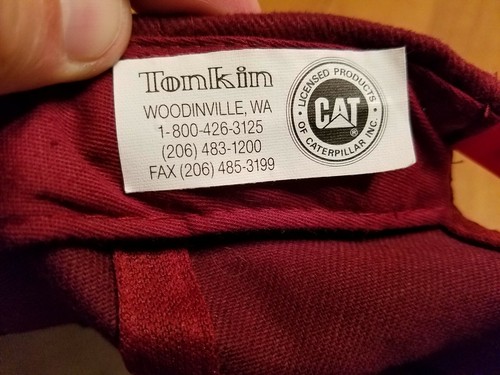 Tonkin
WOODINVILLE, WA
1-800-426-3125
(206) 483-1200
FAX (206) 485-3199
LICENSED PRODUCTS
CAT
®
OF CATERPILLAR INC.